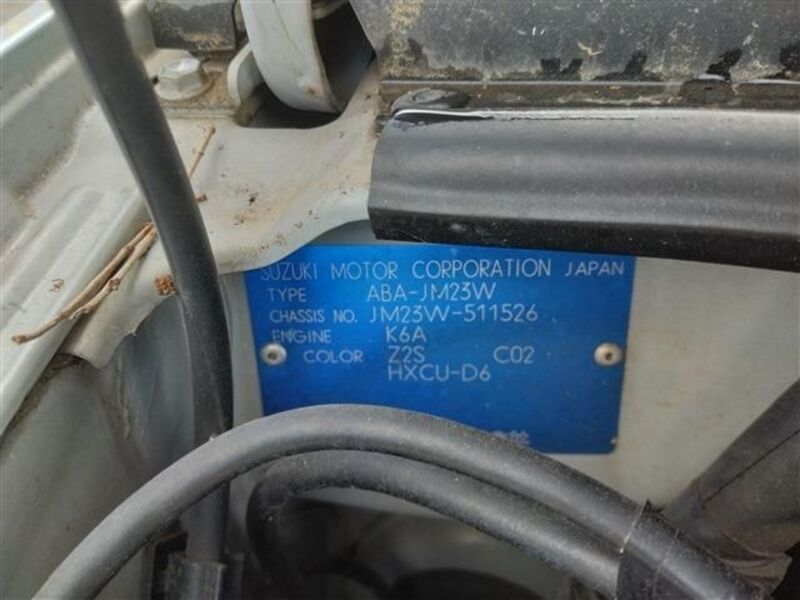 SUZUKI MOTOR CORPORATION JAPAN
TYPE ABA-JM23W
CHASSIS NO. JM23W-511526
ENGINE K6A
COLOR Z2S C02
HXCU-D6